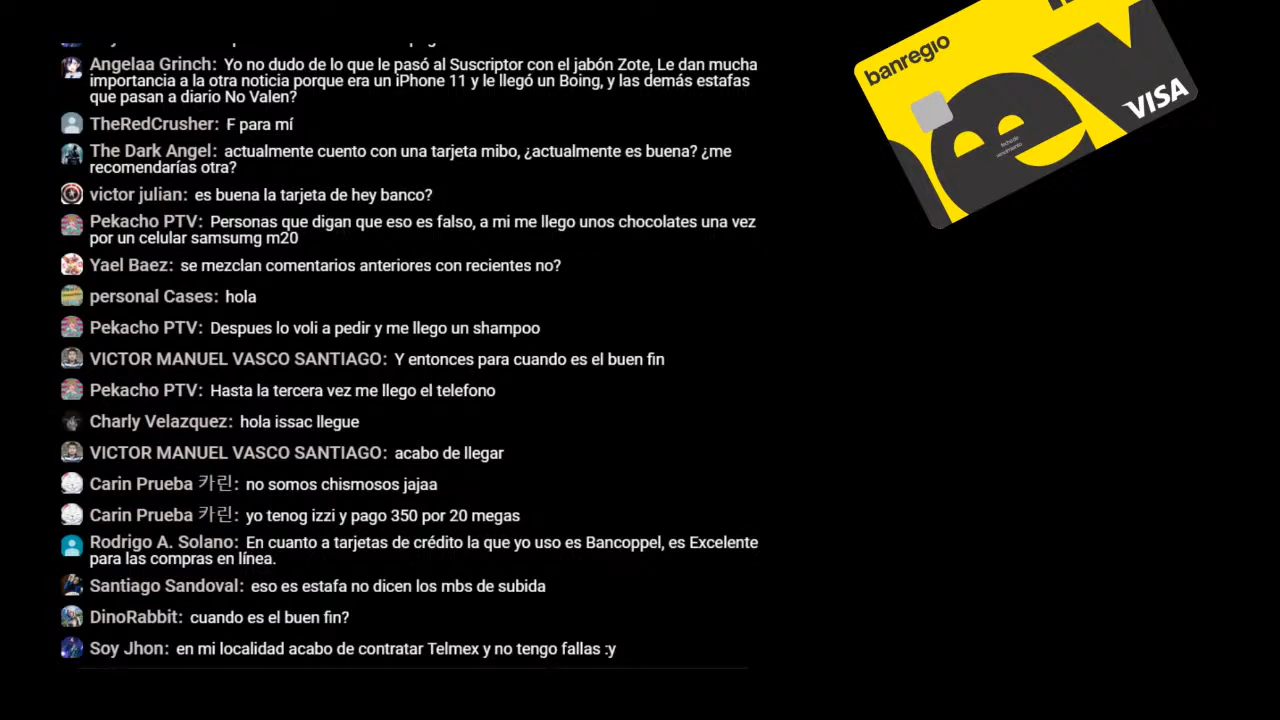 Angelaa Grinch: Yo no dudo de lo que le pasó al Suscriptor con el jabón Zote, Le dan mucha
importancia a la otra noticia porque era un iPhone 11 y le llegó un Boing, y las demás estafas
que pasan a diario No Valen?
TheRedCrusher: F para mí
The Dark Angel: actualmente cuento con una tarjeta mibo, ¿actualmente es buena? ¿me
recomendarías otra?
victor julian: es buena la tarjeta de hey banco?
Pekacho PTV: Personas que digan que eso es falso, a mi me llego unos chocolates una vez
por un celular samsumg m20
Yael Baez: se mezclan comentarios anteriores con recientes no?
personal Cases: hola
Pekacho PTV: Despues lo voli a pedir y me llego un shampoo
VICTOR MANUEL VASCO SANTIAGO: Y entonces para cuando es el buen fin
Pekacho PTV: Hasta la tercera vez me llego el telefono
Charly Velazquez: hola issac llegue
VICTOR MANUEL VASCO SANTIAGO: acabo de llegar
Carin Prueba 카린: no somos chismosos jajaa
Carin Prueba 카린: yo tenog izzi y pago 350 por 20 megas
Rodrigo A. Solano: En cuanto a tarjetas de crédito la que yo uso es Bancoppel, es Excelente
para las compras en línea.
Santiago Sandoval: eso es estafa no dicen los mbs de subida
DinoRabbit: cuando es el buen fin?
Soy Jhon: en mi localidad acabo de contratar Telmex y no tengo fallas :y
banregio
VISA